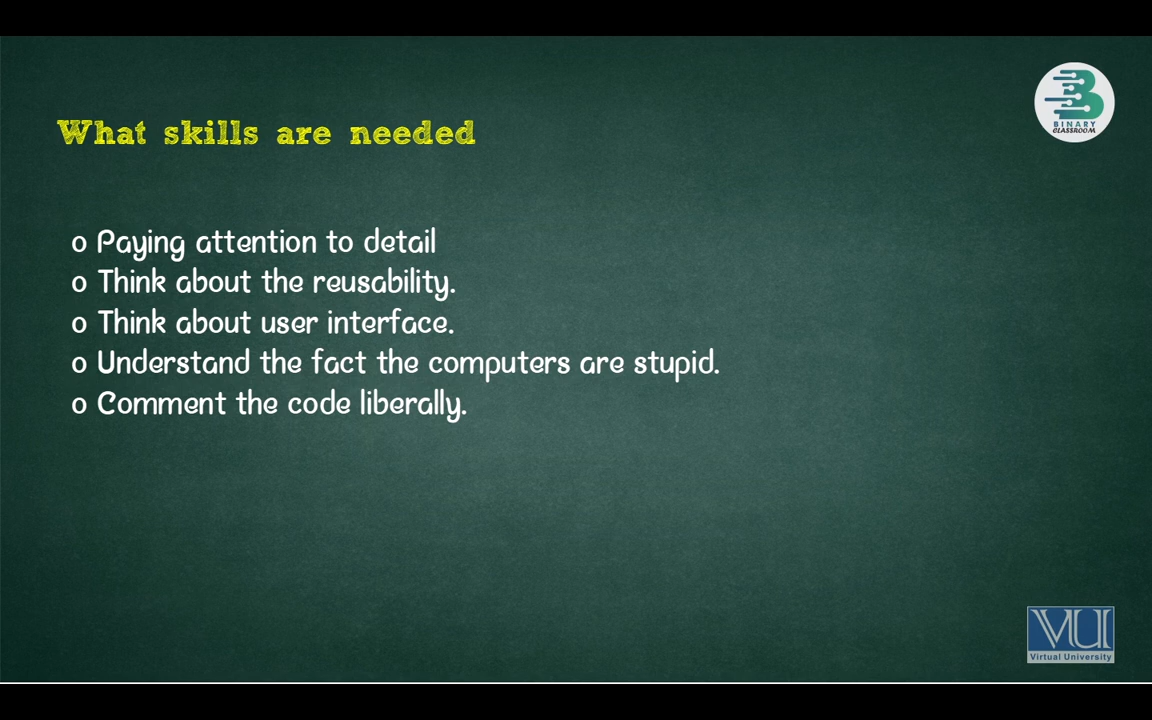 What skills are needed
BINARY
CLASSROOM
o Paying attention to detail
o Think about the reusability.
o Think about user interface.
o Understand the fact the computers are stupid.
o Comment the code liberally.
VU
Virtual University